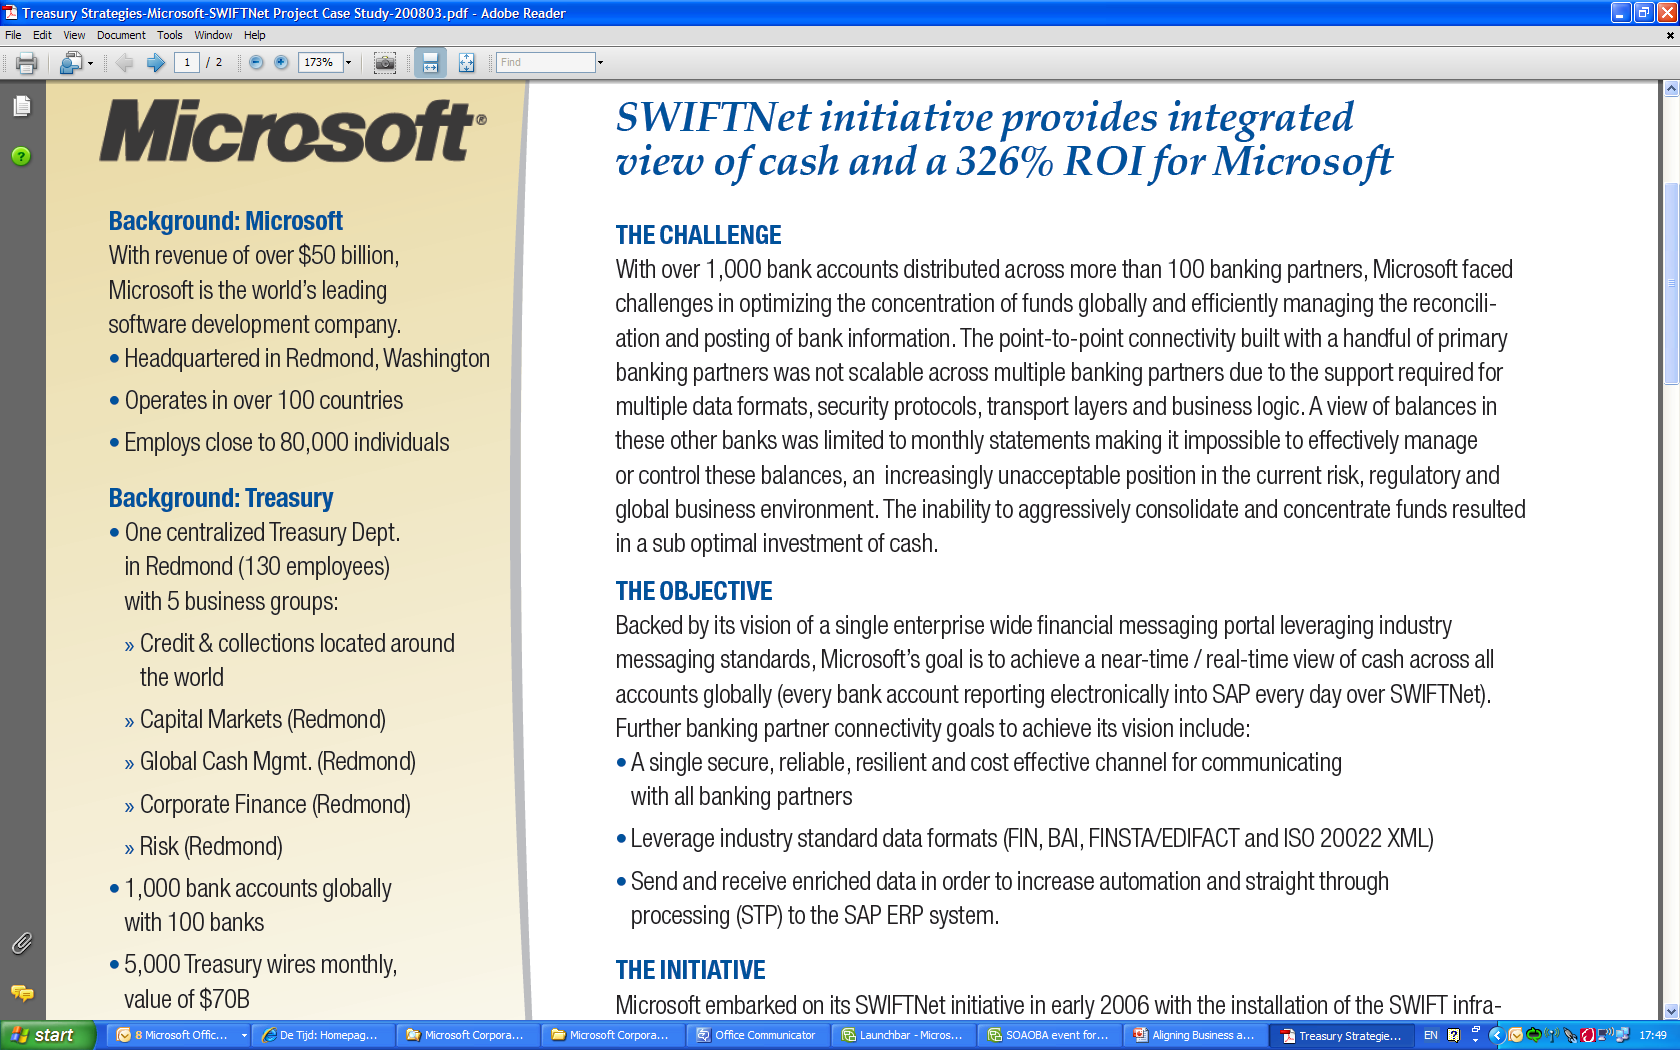 Treasury Strategies-Microsoft-SWIFTNet Project Case Study-200803.pdf - Adobe Reader
File Edit View Document Tools Window Help
1 / 2 173% Find
Microsoft®
Background: Microsoft
With revenue of over $50 billion,
Microsoft is the world's leading
software development company.
• Headquartered in Redmond, Washington
• Operates in over 100 countries
• Employs close to 80,000 individuals
Background: Treasury
• One centralized Treasury Dept.
in Redmond (130 employees)
with 5 business groups:
» Credit & collections located around
the world
» Capital Markets (Redmond)
» Global Cash Mgmt. (Redmond)
» Corporate Finance (Redmond)
» Risk (Redmond)
• 1,000 bank accounts globally
with 100 banks
• 5,000 Treasury wires monthly,
value of $70B
SWIFTNet initiative provides integrated
view of cash and a 326% ROI for Microsoft
THE CHALLENGE
With over 1,000 bank accounts distributed across more than 100 banking partners, Microsoft faced
challenges in optimizing the concentration of funds globally and efficiently managing the reconcili-
ation and posting of bank information. The point-to-point connectivity built with a handful of primary
banking partners was not scalable across multiple banking partners due to the support required for
multiple data formats, security protocols, transport layers and business logic. A view of balances in
these other banks was limited to monthly statements making it impossible to effectively manage
or control these balances, an increasingly unacceptable position in the current risk, regulatory and
global business environment. The inability to aggressively consolidate and concentrate funds resulted
in a sub optimal investment of cash.
THE OBJECTIVE
Backed by its vision of a single enterprise wide financial messaging portal leveraging industry
messaging standards, Microsoft's goal is to achieve a near-time / real-time view of cash across all
accounts globally (every bank account reporting electronically into SAP every day over SWIFTNet).
Further banking partner connectivity goals to achieve its vision include:
• A single secure, reliable, resilient and cost effective channel for communicating
with all banking partners
• Leverage industry standard data formats (FIN, BAI, FINSTA/EDIFACT and ISO 20022 XML)
• Send and receive enriched data in order to increase automation and straight through
processing (STP) to the SAP ERP system.
THE INITIATIVE
Microsoft embarked on its SWIFTNet initiative in early 2006 with the installation of the SWIFT infra-
start 8 Microsoft Offic... De Tijd: Homepag... Microsoft Corpora... Microsoft Corpora... Office Communicator Launchbar - Micros... SOAOBA event for... Aligning Business a... Treasury Strategie... EN 17:49